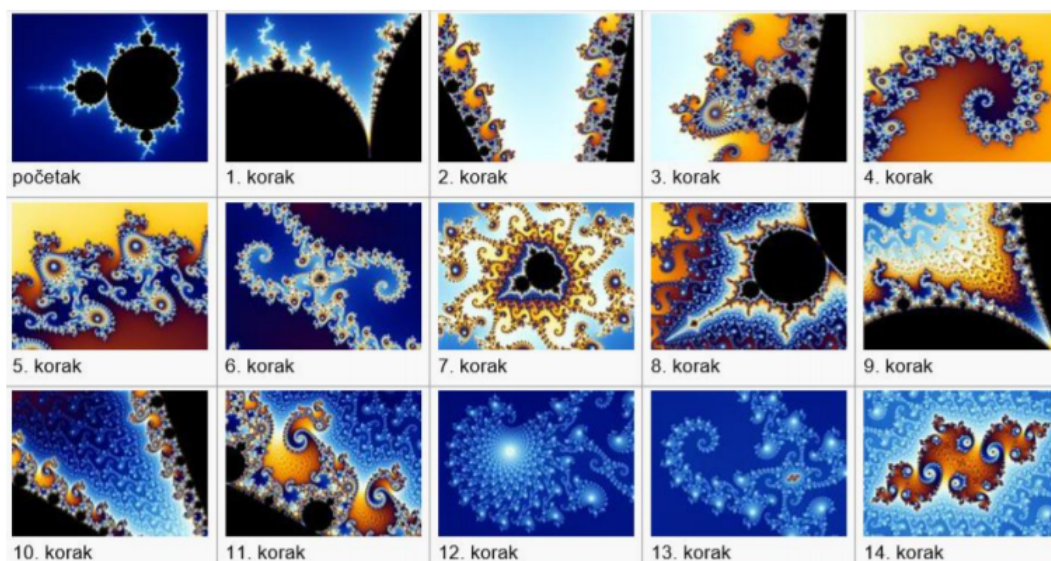 početak
1. korak
2. korak
3. korak
4. korak
5. korak
6. korak
7. korak
8. korak
9. korak
10. korak
11. korak
12. korak
13. korak
14. korak